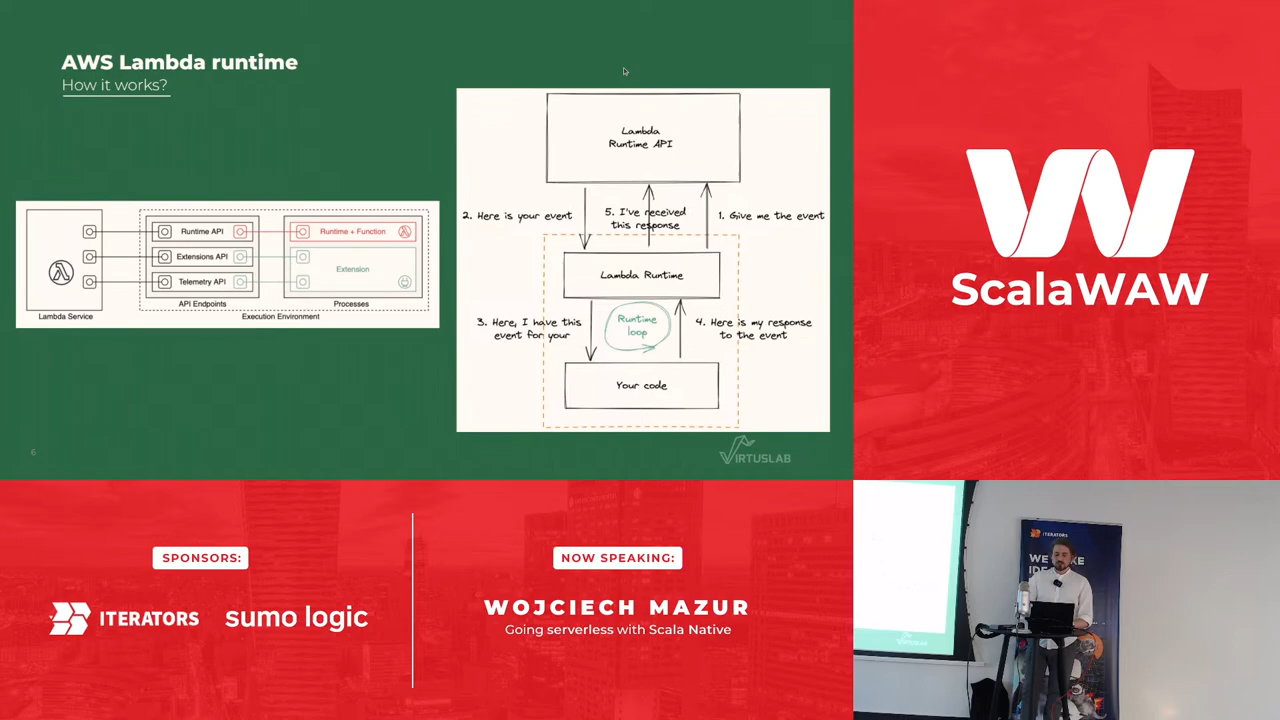 AWS Lambda runtime
How it works?
Lambda Service
Runtime API
Extensions API
Telemetry API
API Endpoints
Runtime + Function
Extension
Processes
Execution Environment
Lambda
Runtime API
2. Here is your event
5. I've received
this response
1. Give me the event
Lambda Runtime
3. Here, I have this
event for your
Runtime
loop
4. Here is my response
to the event
Your code
6
VIRTUSLAB
ScalaWAW
SPONSORS:
ITERATORS
sumo logic
NOW SPEAKING:
WOJCIECH MAZUR
Going serverless with Scala Native
ITERATORS